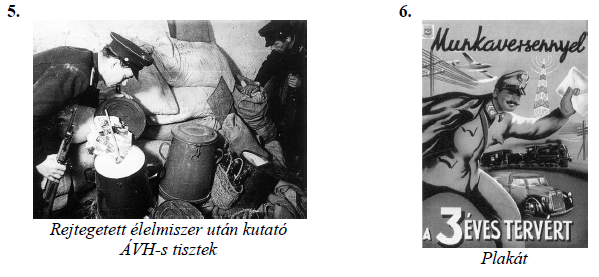 5.
Rejtegetett élelmiszer után kutató
ÁVH-s tisztek
6.
Munkaversennyel
A 3 ÉVES TERVÉRT
Plakát